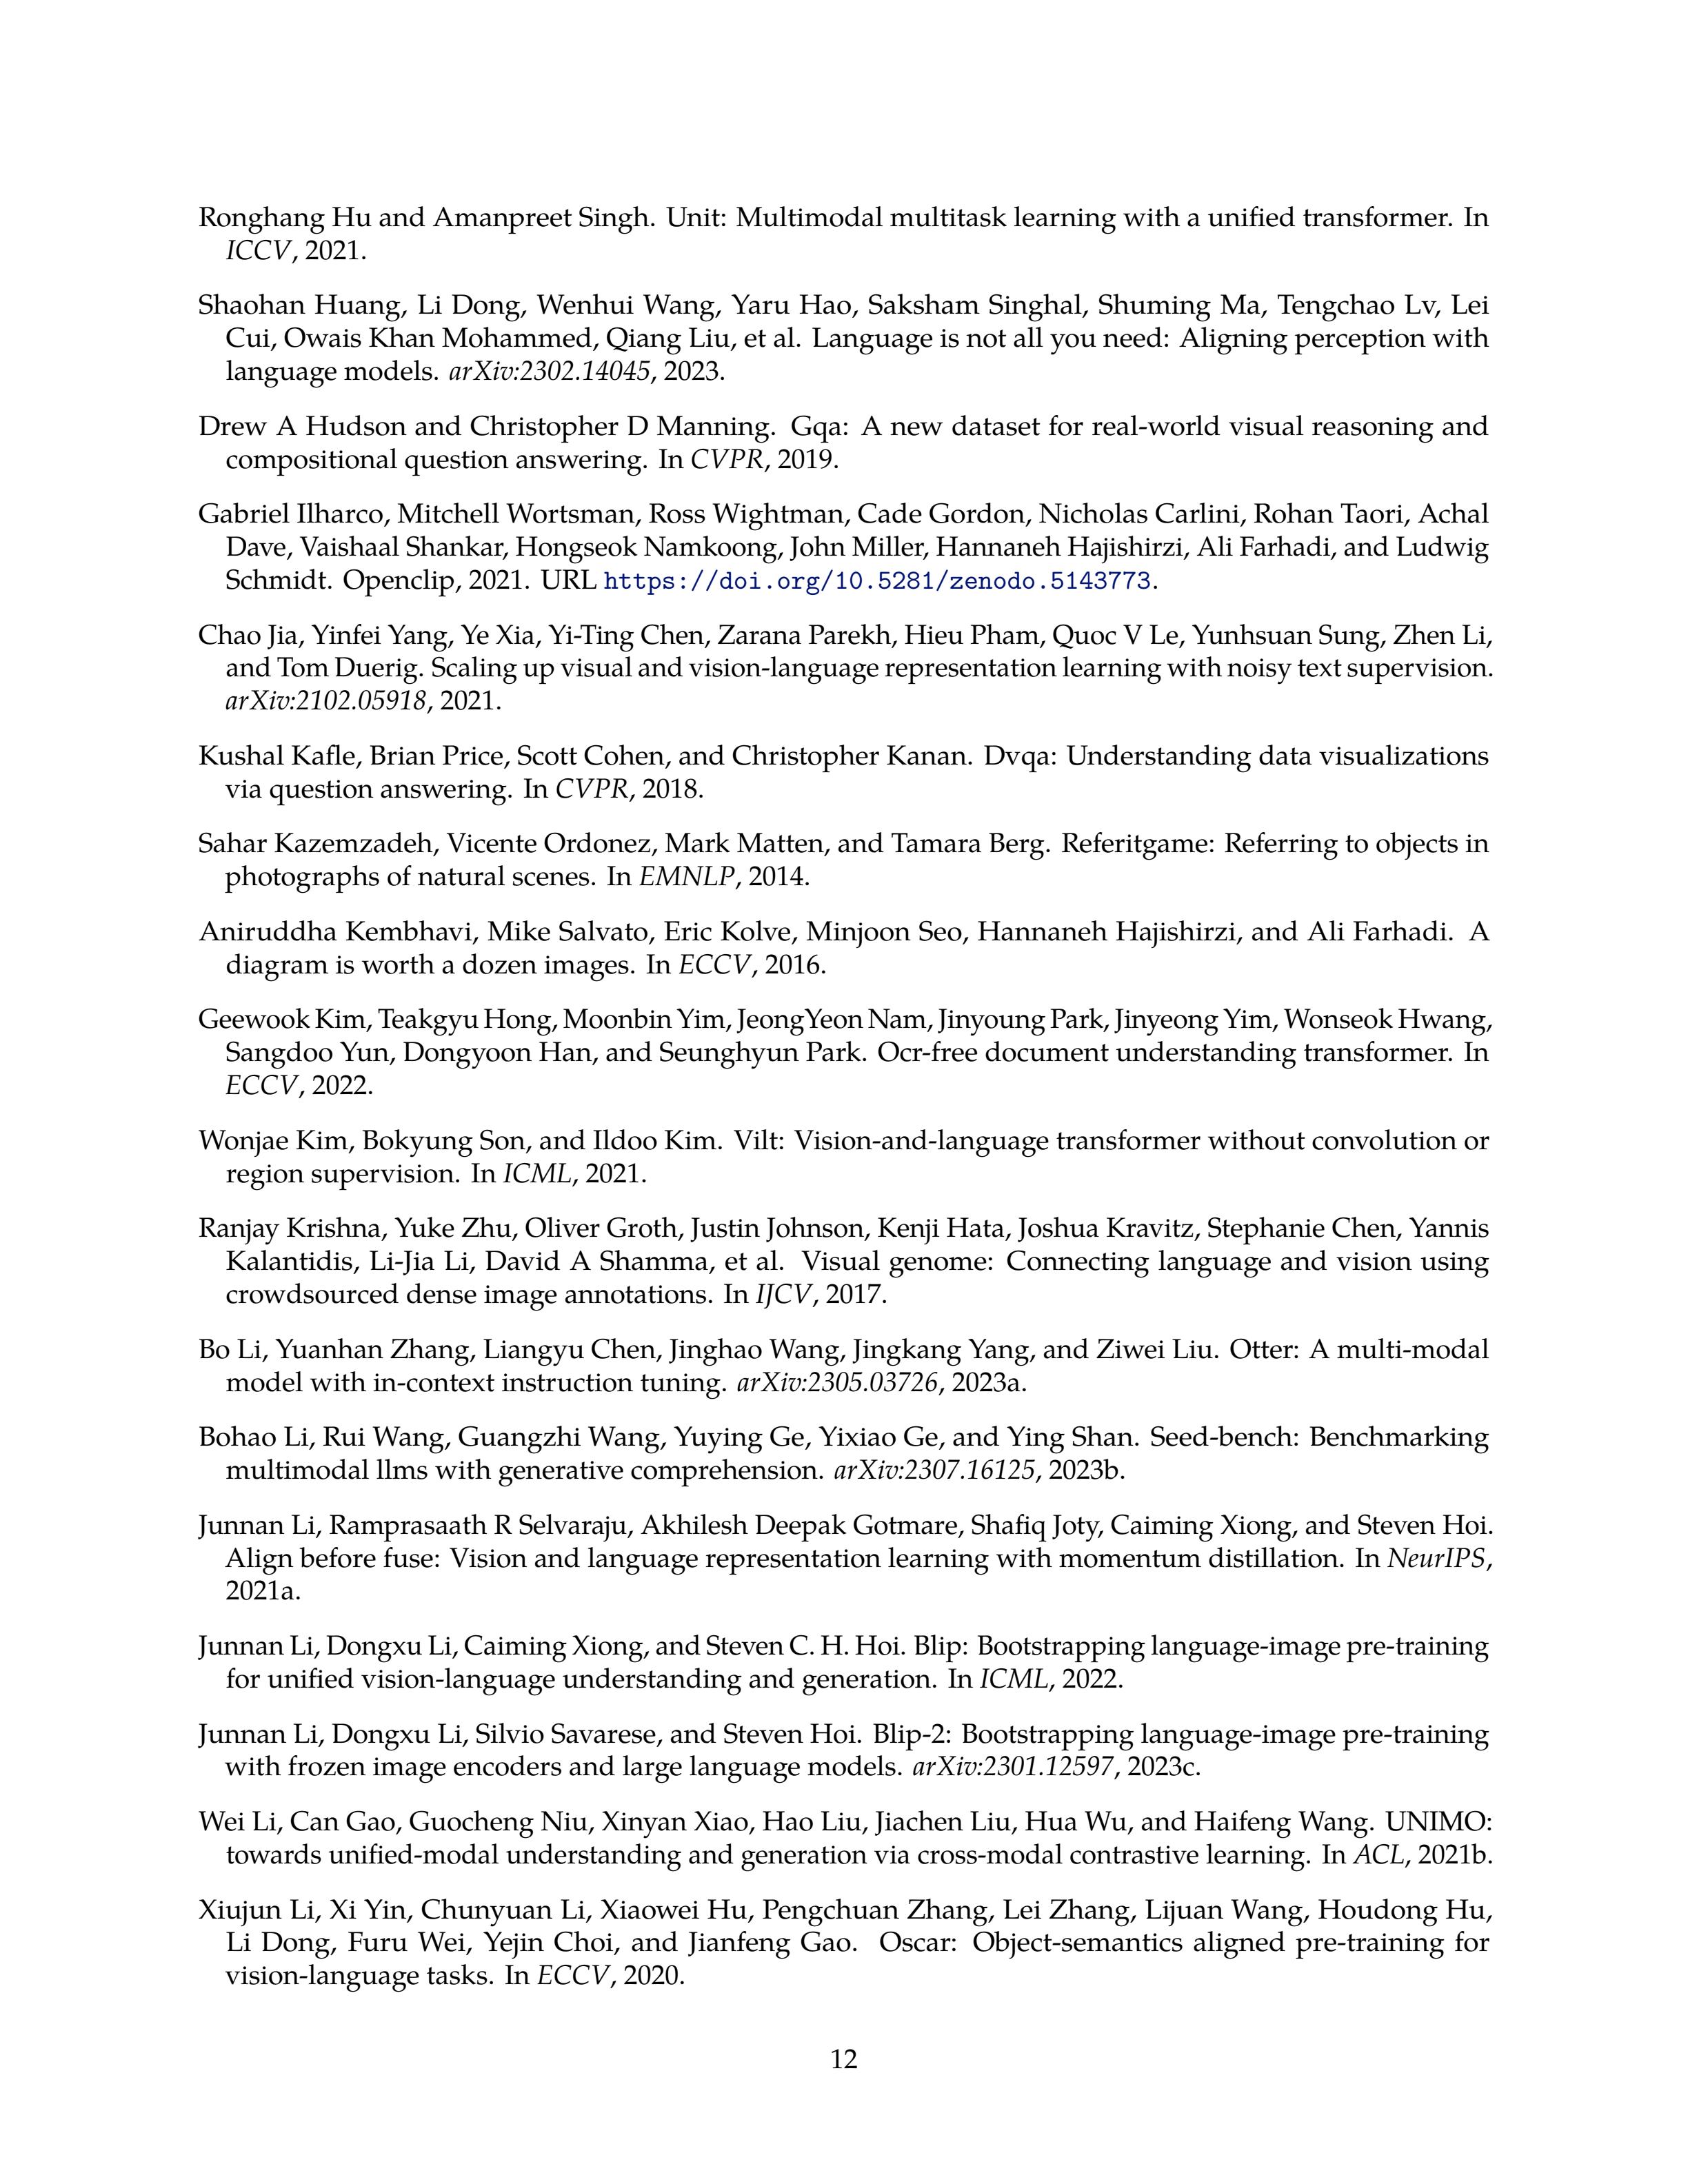 Ronghang Hu and Amanpreet Singh. Unit: Multimodal multitask learning with a unified transformer. In
ICCV, 2021.
Shaohan Huang, Li Dong, Wenhui Wang, Yaru Hao, Saksham Singhal, Shuming Ma, Tengchao Lv, Lei
Cui, Owais Khan Mohammed, Qiang Liu, et al. Language is not all you need: Aligning perception with
language models. arXiv:2302.14045, 2023.
Drew A Hudson and Christopher D Manning. Gqa: A new dataset for real-world visual reasoning and
compositional question answering. In CVPR, 2019.
Gabriel Ilharco, Mitchell Wortsman, Ross Wightman, Cade Gordon, Nicholas Carlini, Rohan Taori, Achal
Dave, Vaishaal Shankar, Hongseok Namkoong, John Miller, Hannaneh Hajishirzi, Ali Farhadi, and Ludwig
Schmidt. Openclip, 2021. URL https://doi.org/10.5281/zenodo.5143773.
Chao Jia, Yinfei Yang, Ye Xia, Yi-Ting Chen, Zarana Parekh, Hieu Pham, Quoc V Le, Yunhsuan Sung, Zhen Li,
and Tom Duerig. Scaling up visual and vision-language representation learning with noisy text supervision.
arXiv:2102.05918, 2021.
Kushal Kafle, Brian Price, Scott Cohen, and Christopher Kanan. Dvqa: Understanding data visualizations
via question answering. In CVPR, 2018.
Sahar Kazemzadeh, Vicente Ordonez, Mark Matten, and Tamara Berg. Referitgame: Referring to objects in
photographs of natural scenes. In EMNLP, 2014.
Aniruddha Kembhavi, Mike Salvato, Eric Kolve, Minjoon Seo, Hannaneh Hajishirzi, and Ali Farhadi. A
diagram is worth a dozen images. In ECCV, 2016.
Geewook Kim, Teakgyu Hong, Moonbin Yim, JeongYeon Nam, Jinyoung Park, Jinyeong Yim, Wonseok Hwang,
Sangdoo Yun, Dongyoon Han, and Seunghyun Park. Ocr-free document understanding transformer. In
ECCV, 2022.
Wonjae Kim, Bokyung Son, and Ildoo Kim. Vilt: Vision-and-language transformer without convolution or
region supervision. In ICML, 2021.
Ranjay Krishna, Yuke Zhu, Oliver Groth, Justin Johnson, Kenji Hata, Joshua Kravitz, Stephanie Chen, Yannis
Kalantidis, Li-Jia Li, David A Shamma, et al. Visual genome: Connecting language and vision using
crowdsourced dense image annotations. In IJCV, 2017.
Bo Li, Yuanhan Zhang, Liangyu Chen, Jinghao Wang, Jingkang Yang, and Ziwei Liu. Otter: A multi-modal
model with in-context instruction tuning. arXiv:2305.03726, 2023a.
Bohao Li, Rui Wang, Guangzhi Wang, Yuying Ge, Yixiao Ge, and Ying Shan. Seed-bench: Benchmarking
multimodal llms with generative comprehension. arXiv:2307.16125, 2023b.
Junnan Li, Ramprasaath R Selvaraju, Akhilesh Deepak Gotmare, Shafiq Joty, Caiming Xiong, and Steven Hoi.
Align before fuse: Vision and language representation learning with momentum distillation. In NeurIPS,
2021a.
Junnan Li, Dongxu Li, Caiming Xiong, and Steven C. H. Hoi. Blip: Bootstrapping language-image pre-training
for unified vision-language understanding and generation. In ICML, 2022.
Junnan Li, Dongxu Li, Silvio Savarese, and Steven Hoi. Blip-2: Bootstrapping language-image pre-training
with frozen image encoders and large language models. arXiv:2301.12597, 2023c.
Wei Li, Can Gao, Guocheng Niu, Xinyan Xiao, Hao Liu, Jiachen Liu, Hua Wu, and Haifeng Wang. UNIMO:
towards unified-modal understanding and generation via cross-modal contrastive learning. In ACL, 2021b.
Xiujun Li, Xi Yin, Chunyuan Li, Xiaowei Hu, Pengchuan Zhang, Lei Zhang, Lijuan Wang, Houdong Hu,
Li Dong, Furu Wei, Yejin Choi, and Jianfeng Gao. Oscar: Object-semantics aligned pre-training for
vision-language tasks. In ECCV, 2020.
12